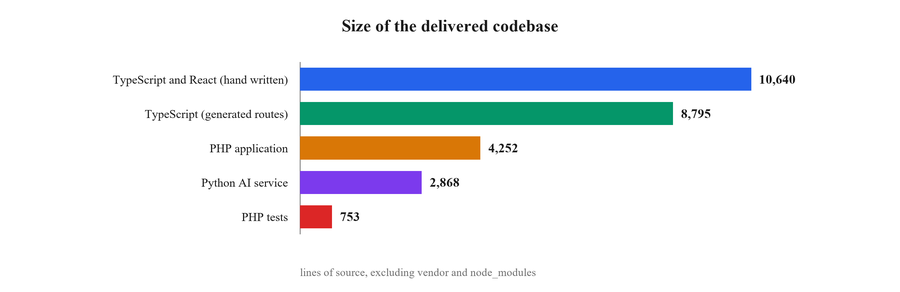 Size of the delivered codebase
TypeScript and React (hand written) 10,640
TypeScript (generated routes) 8,795
PHP application 4,252
Python AI service 2,868
PHP tests 753
lines of source, excluding vendor and node_modules